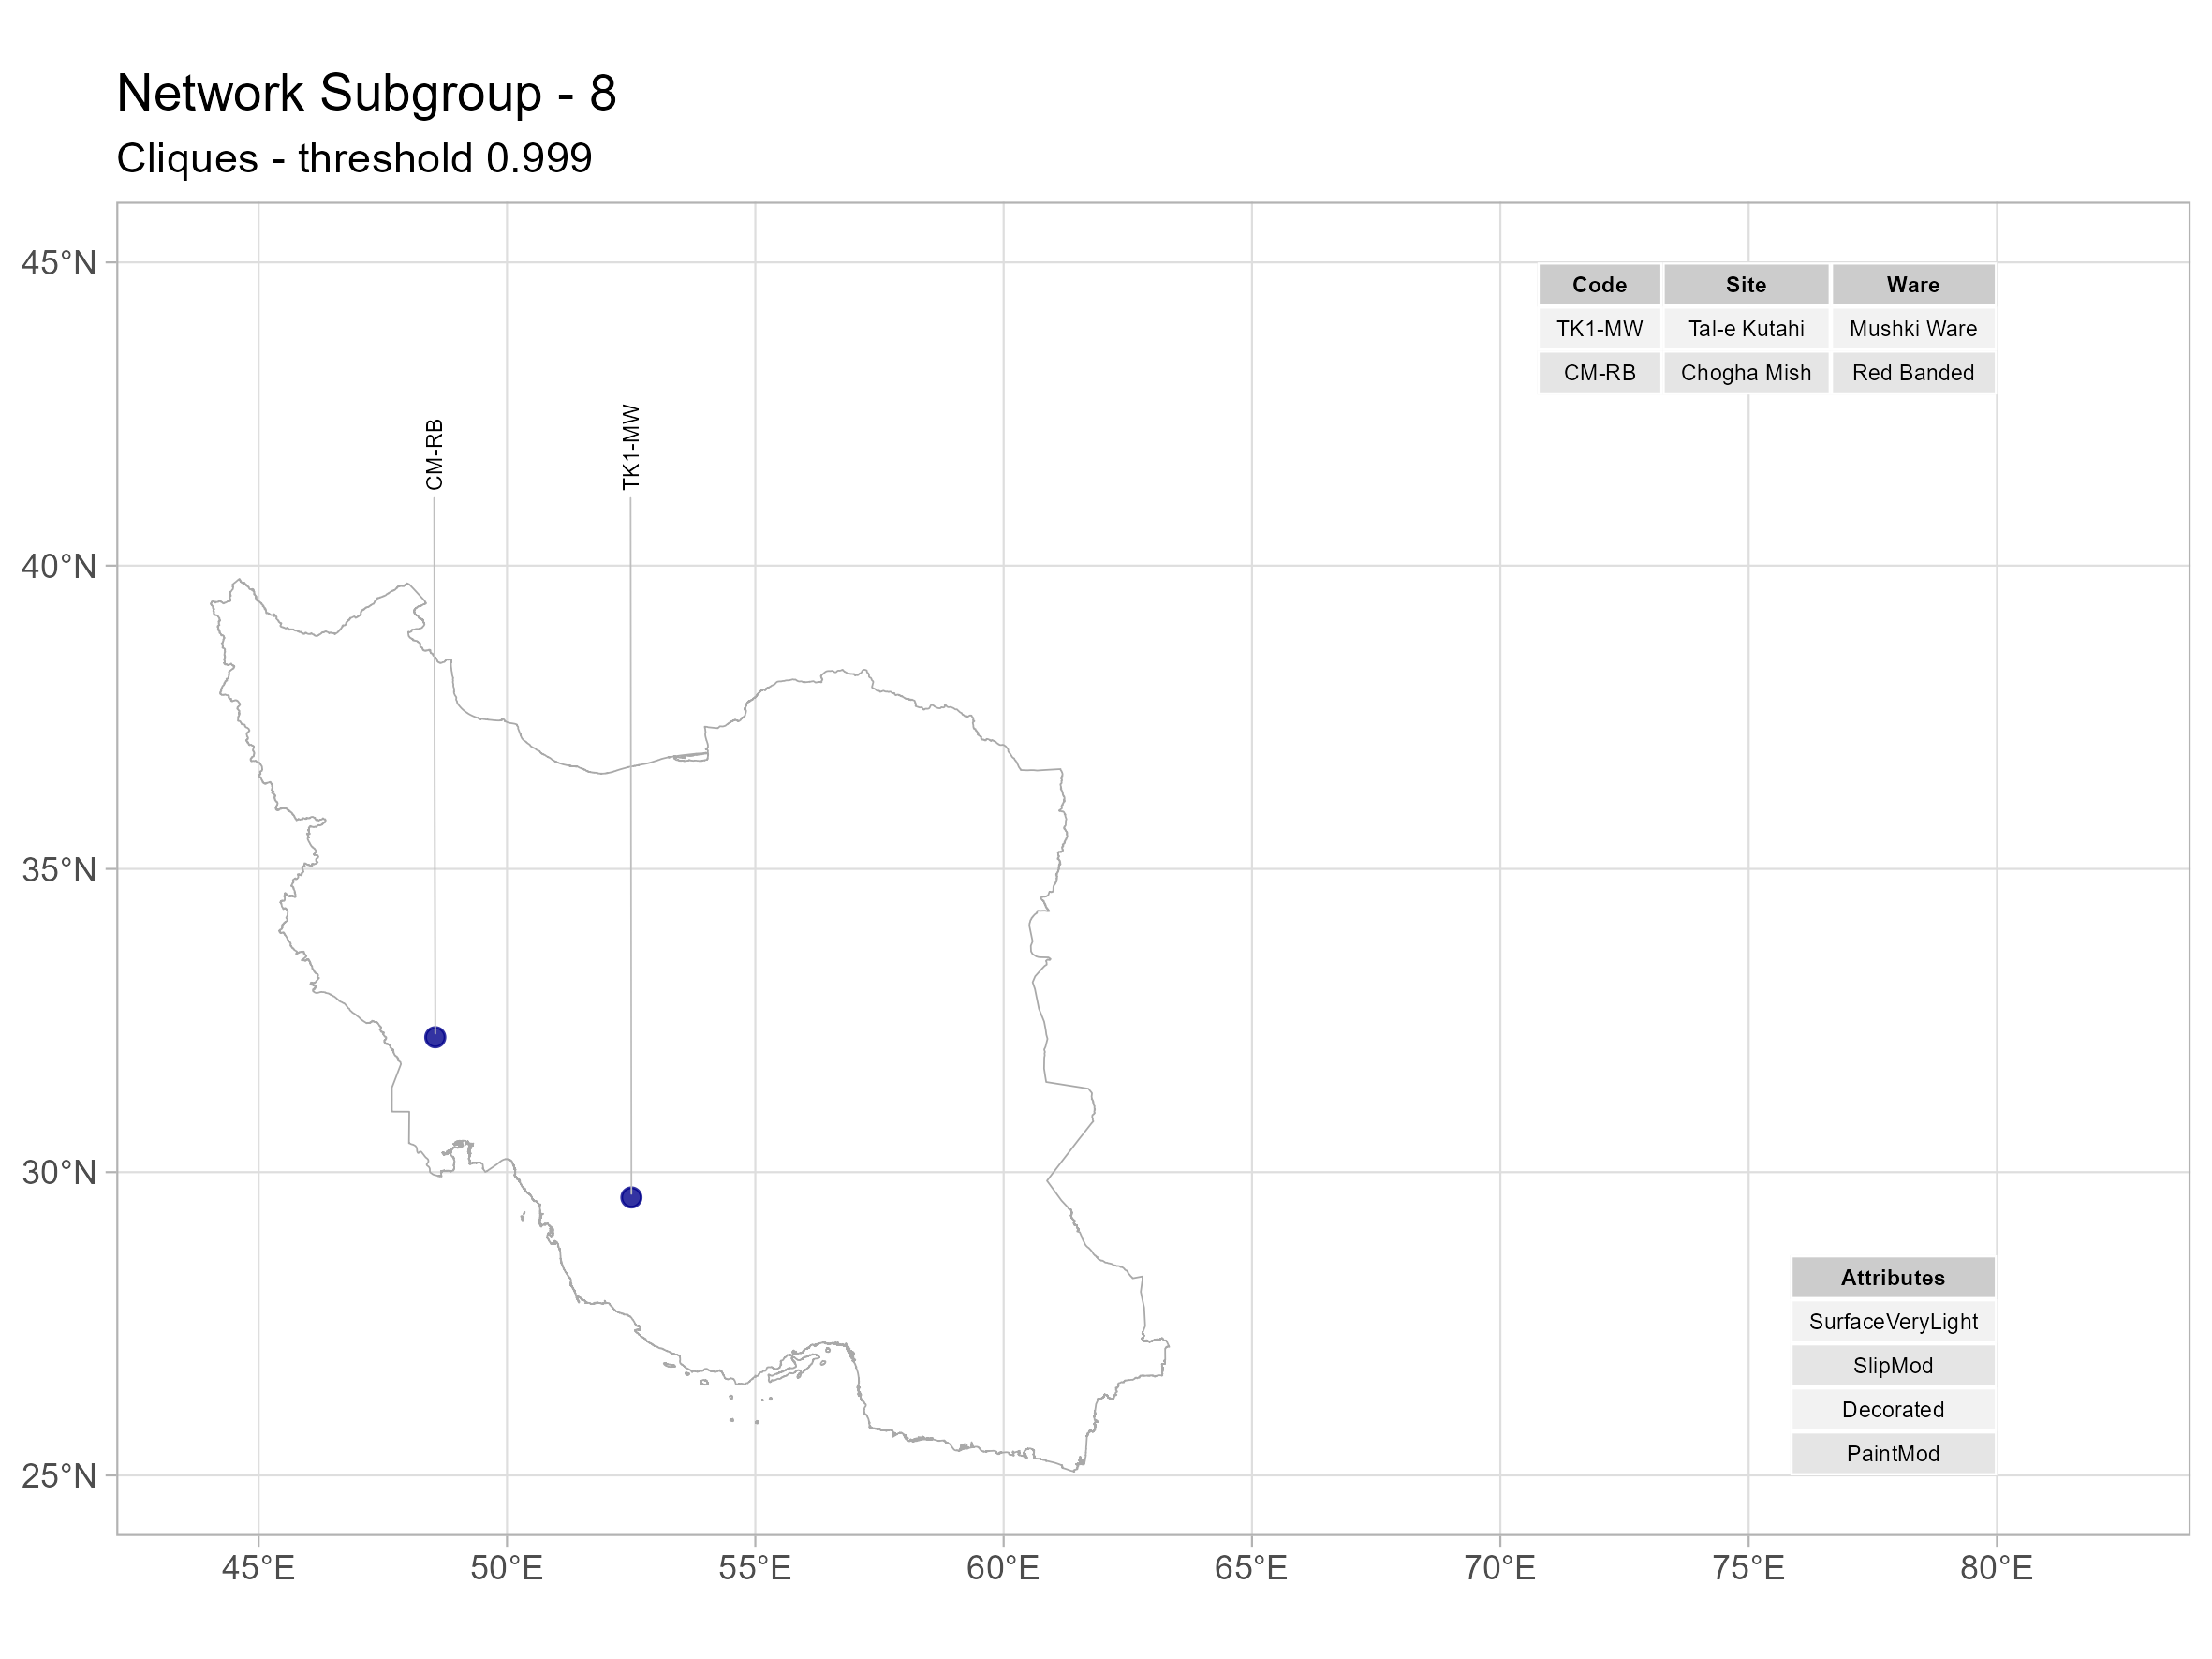 Network Subgroup - 8
Cliques - threshold 0.999
45°N
40°N
35°N
30°N
25°N
45°E 50°E 55°E 60°E 65°E 70°E 75°E 80°E
CM-RB
TK1-MW
Code Site Ware
TK1-MW Tal-e Kutahi Mushki Ware
CM-RB Chogha Mish Red Banded
Attributes
SurfaceVeryLight
SlipMod
Decorated
PaintMod